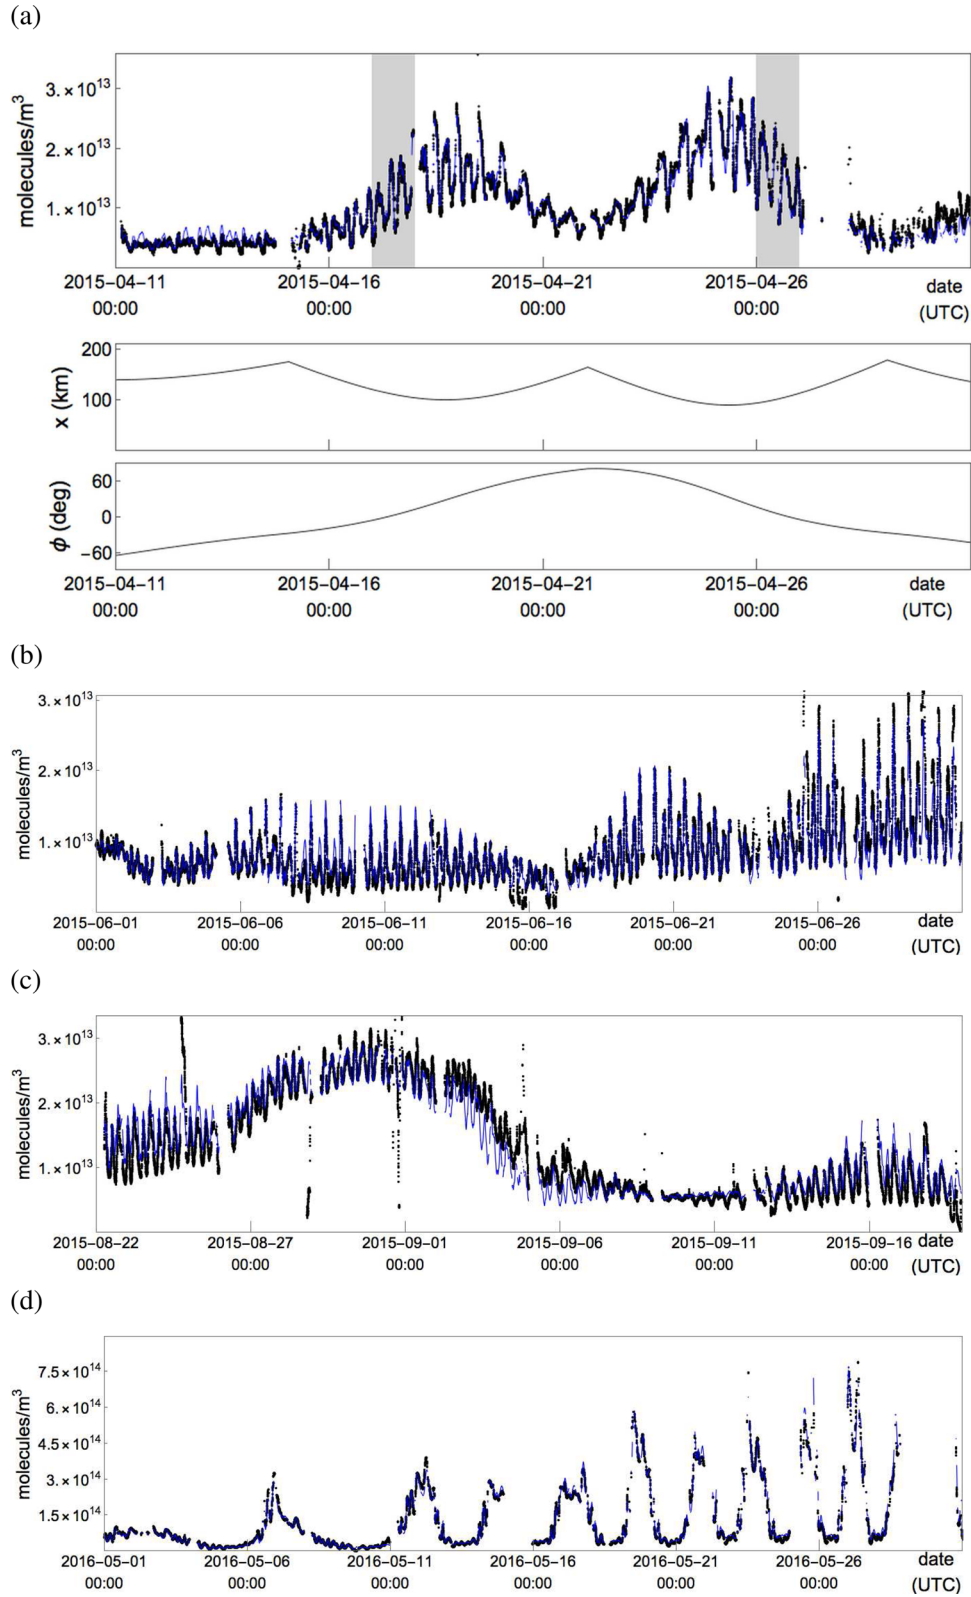 (a)
molecules/m³
3.×10¹³
2.×10¹³
1.×10¹³
2015-04-11 2015-04-16 2015-04-21 2015-04-26 date
00:00 00:00 00:00 00:00 (UTC)
x (km)
200
100
ϕ (deg)
60
0
-60
2015-04-11 2015-04-16 2015-04-21 2015-04-26 date
00:00 00:00 00:00 00:00 (UTC)
(b)
molecules/m³
3.×10¹³
2.×10¹³
1.×10¹³
2015-06-01 2015-06-06 2015-06-11 2015-06-16 2015-06-21 2015-06-26 date
00:00 00:00 00:00 00:00 00:00 00:00 (UTC)
(c)
molecules/m³
3.×10¹³
2.×10¹³
1.×10¹³
2015-08-22 2015-08-27 2015-09-01 2015-09-06 2015-09-11 2015-09-16 date
00:00 00:00 00:00 00:00 00:00 00:00 (UTC)
(d)
molecules/m³
7.5×10¹⁴
6.×10¹⁴
4.5×10¹⁴
3.×10¹⁴
1.5×10¹⁴
2016-05-01 2016-05-06 2016-05-11 2016-05-16 2016-05-21 2016-05-26 date
00:00 00:00 00:00 00:00 00:00 00:00 (UTC)